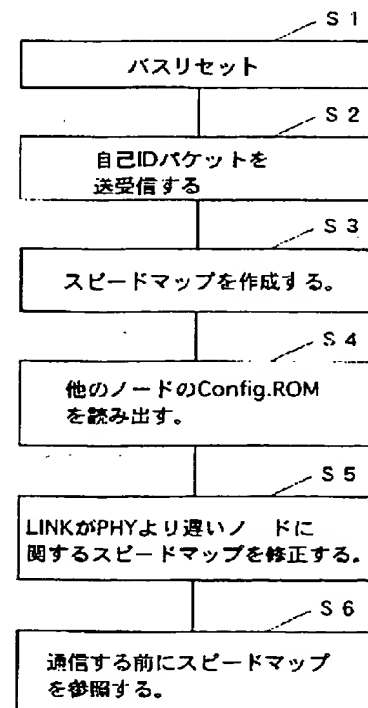 S1
バスリセット
S2
自己IDパケットを
送受信する
S3
スピードマップを作成する。
S4
他のノードのConfig.ROM
を読み出す。
S5
LINKがPHYより遅いノードに
関するスピードマップを修正する。
S6
通信する前にスピードマップ
を参照する。